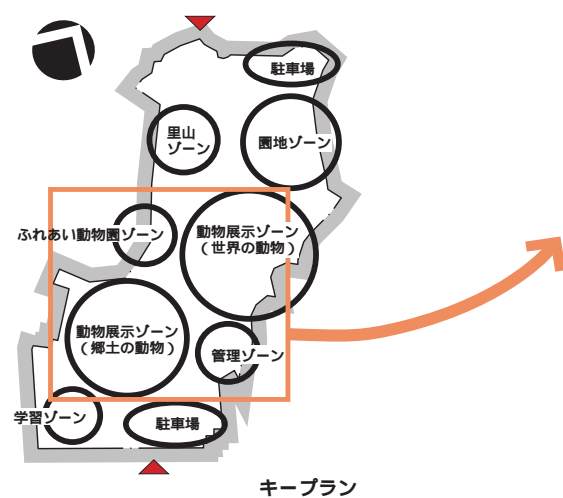 駐車場
里山
ゾーン
園地ゾーン
ふれあい動物園ゾーン
動物展示ゾーン
（世界の動物）
動物展示ゾーン
（郷土の動物）
管理ゾーン
学習ゾーン
駐車場
キープラン